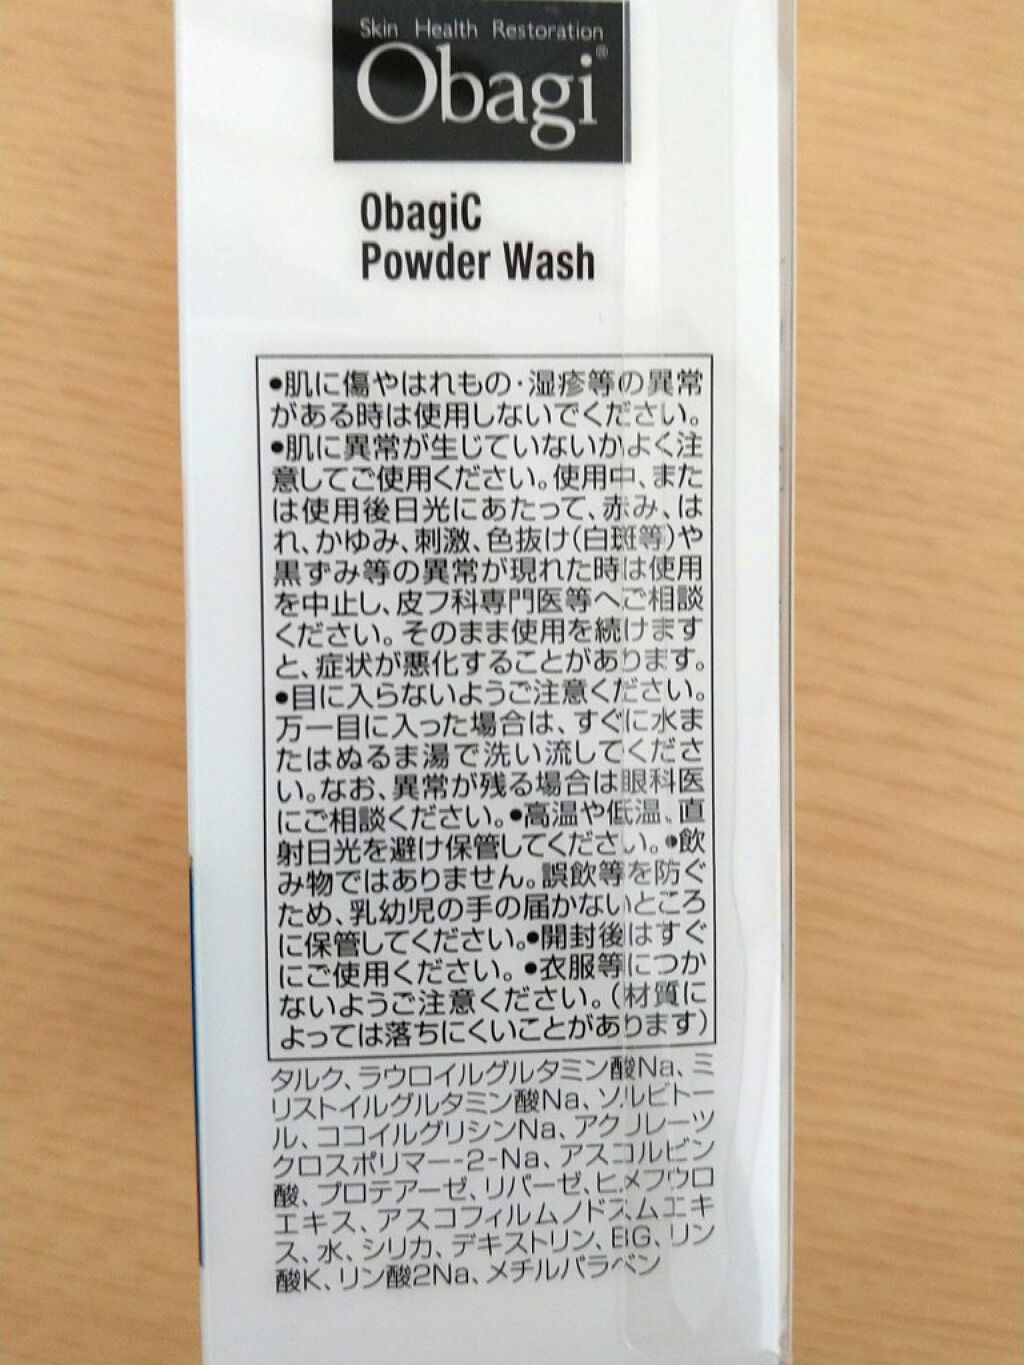 Skin Health Restoration
Obagi®
ObagiC
Powder Wash
●肌に傷やはれもの・湿疹等の異常
がある時は使用しないでください。
●肌に異常が生じていないかよく注
意してご使用ください。使用中、また
は使用後日光にあたって、赤み、は
れ、かゆみ、刺激、色抜け(白斑等)や
黒ずみ等の異常が現れた時は使用
を中止し、皮フ科専門医等へご相談
ください。そのまま使用を続けます
と、症状が悪化することがあります。
●目に入らないようご注意ください。
万一目に入った場合は、すぐに水ま
たはぬるま湯で洗い流してくださ
い。なお、異常が残る場合は眼科医
にご相談ください。●高温や低温、直
射日光を避け保管してください。●飲
み物ではありません。誤飲等を防ぐ
ため、乳幼児の手の届かないところ
に保管してください。●開封後はすぐ
にご使用ください。●衣服等につか
ないようご注意ください。(材質に
よっては落ちにくいことがあります)
タルク、ラウロイルグルタミン酸Na、ミ
リストイルグルタミン酸Na、ソルビトー
ル、ココイルグリシンNa、アクリレーツ
クロスポリマー-2-Na、アスコルビン
酸、プロテアーゼ、リパーゼ、ヒメフウロ
エキス、アスコフィルムノドスムエキ
ス、水、シリカ、デキストリン、BG、リン
酸K、リン酸2Na、メチルパラベン